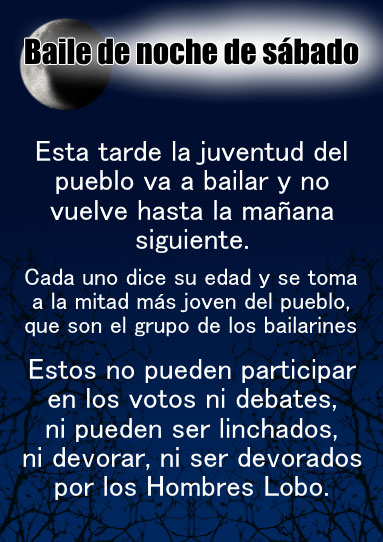 Baile de noche de sábado
Esta tarde la juventud del
pueblo va a bailar y no
vuelve hasta la mañana
siguiente.
Cada uno dice su edad y se toma
a la mitad más joven del pueblo,
que son el grupo de los bailarines
Estos no pueden participar
en los votos ni debates,
ni pueden ser linchados,
ni devorar, ni ser devorados
por los Hombres Lobo.